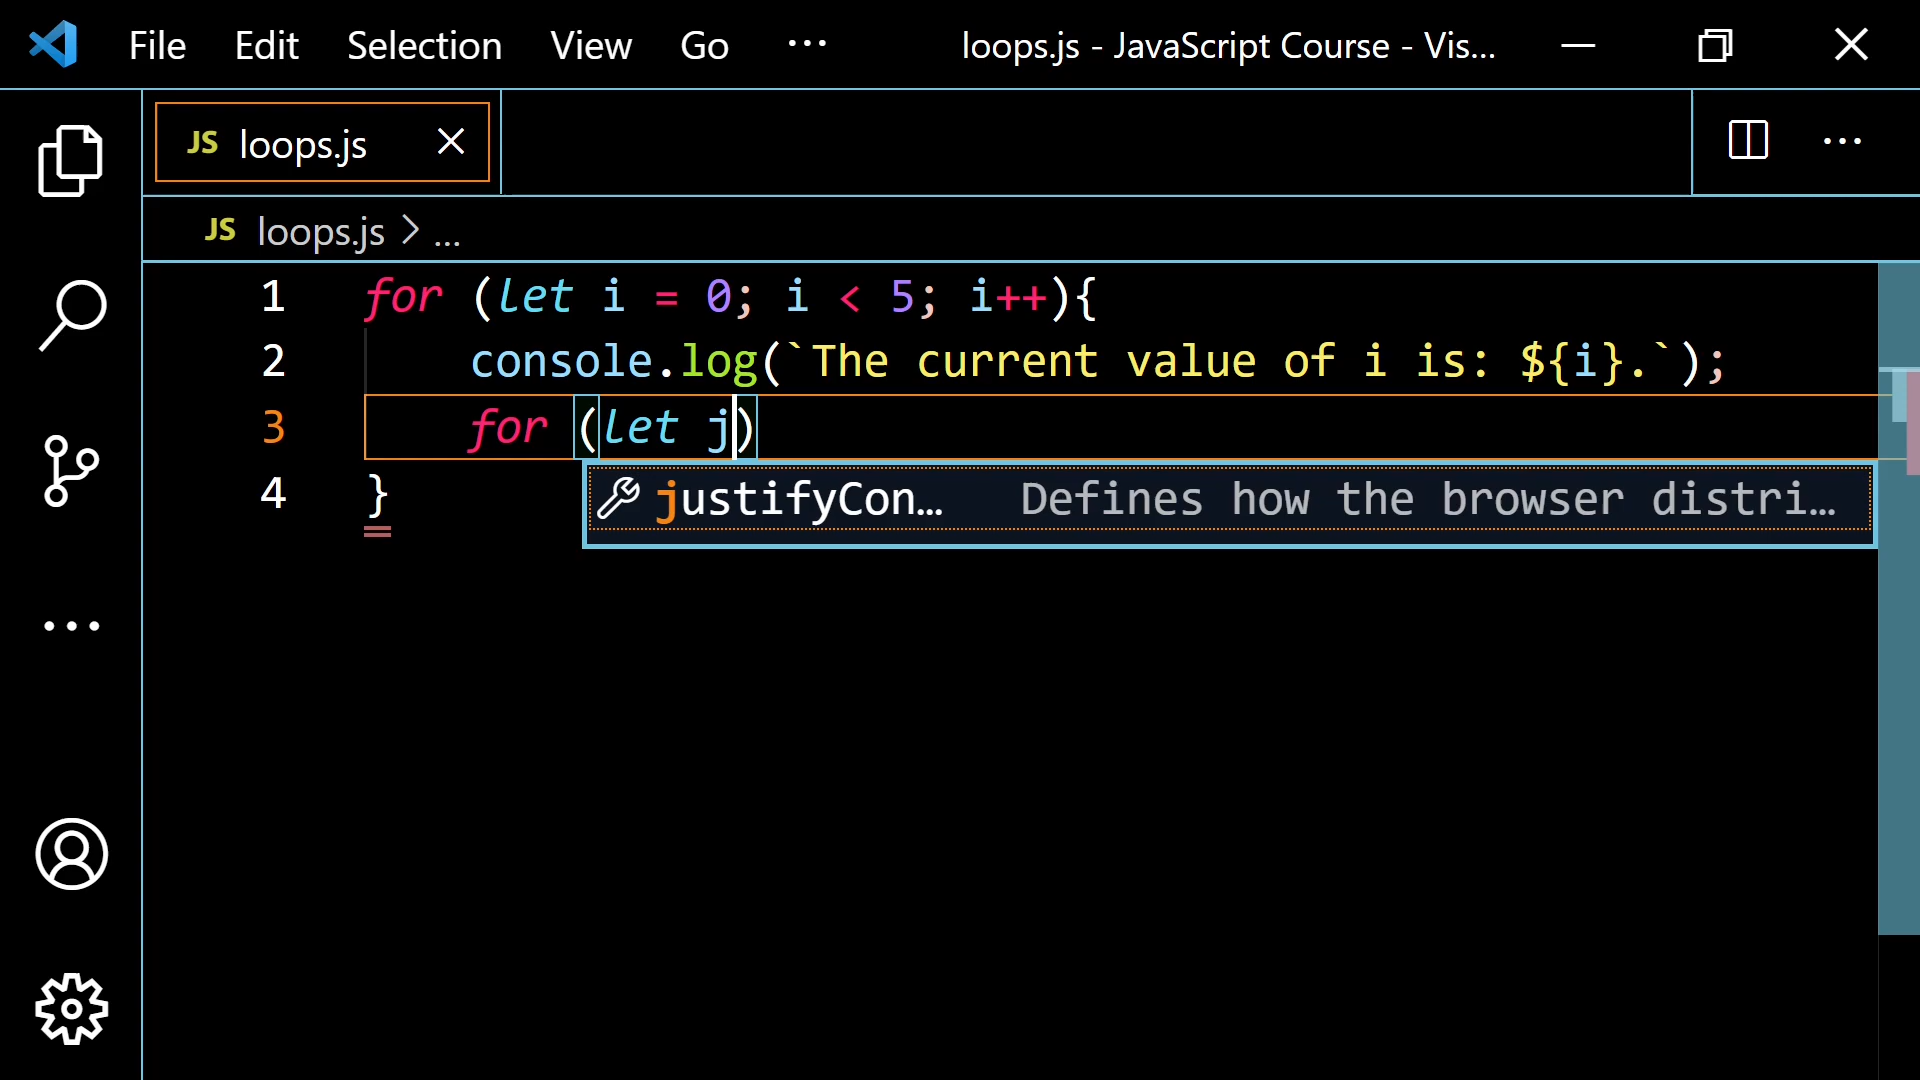 File Edit Selection View Go ··· loops.js - JavaScript Course - Vis...
JS loops.js
JS loops.js > ...
1 for (let i = 0; i < 5; i++){
2 console.log(`The current value of i is: ${i}.`);
3 for (let j)
4 }
justifyCon… Defines how the browser distri…